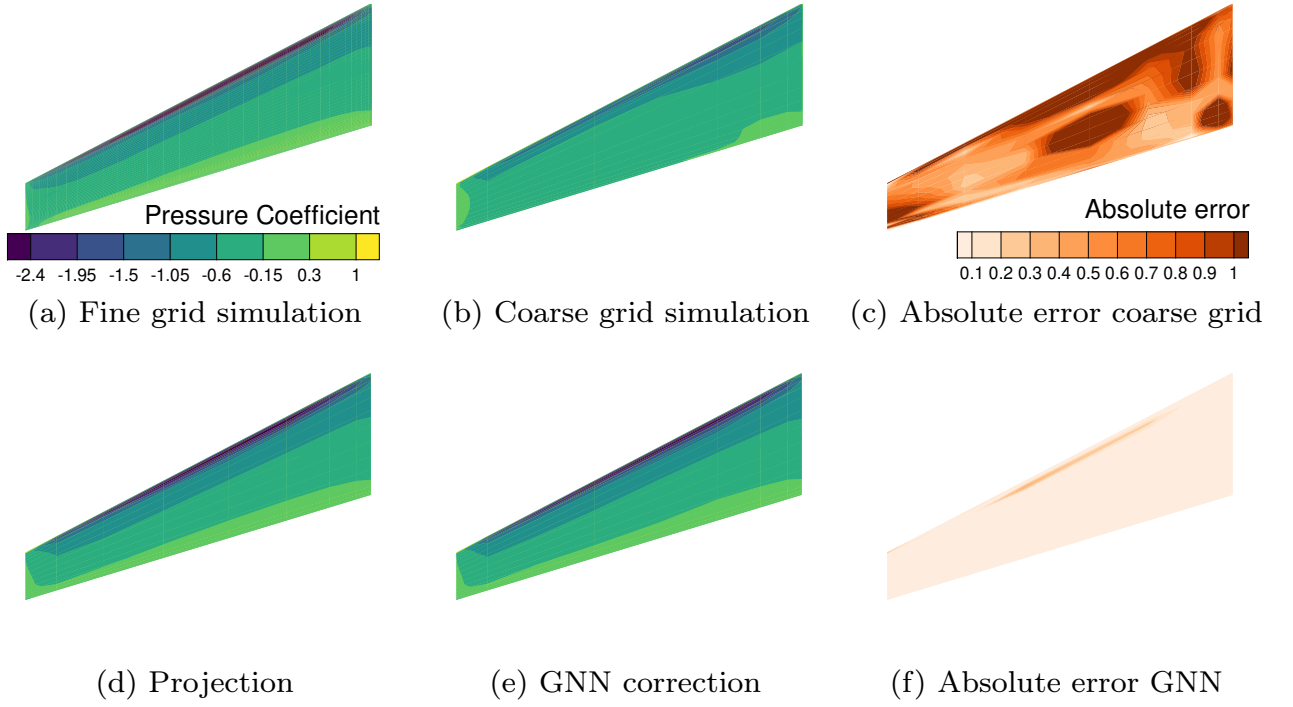 Pressure Coefficient
-2.4 -1.95 -1.5 -1.05 -0.6 -0.15 0.3 1
Absolute error
0.1 0.2 0.3 0.4 0.5 0.6 0.7 0.8 0.9 1
(a) Fine grid simulation
(b) Coarse grid simulation
(c) Absolute error coarse grid
(d) Projection
(e) GNN correction
(f) Absolute error GNN